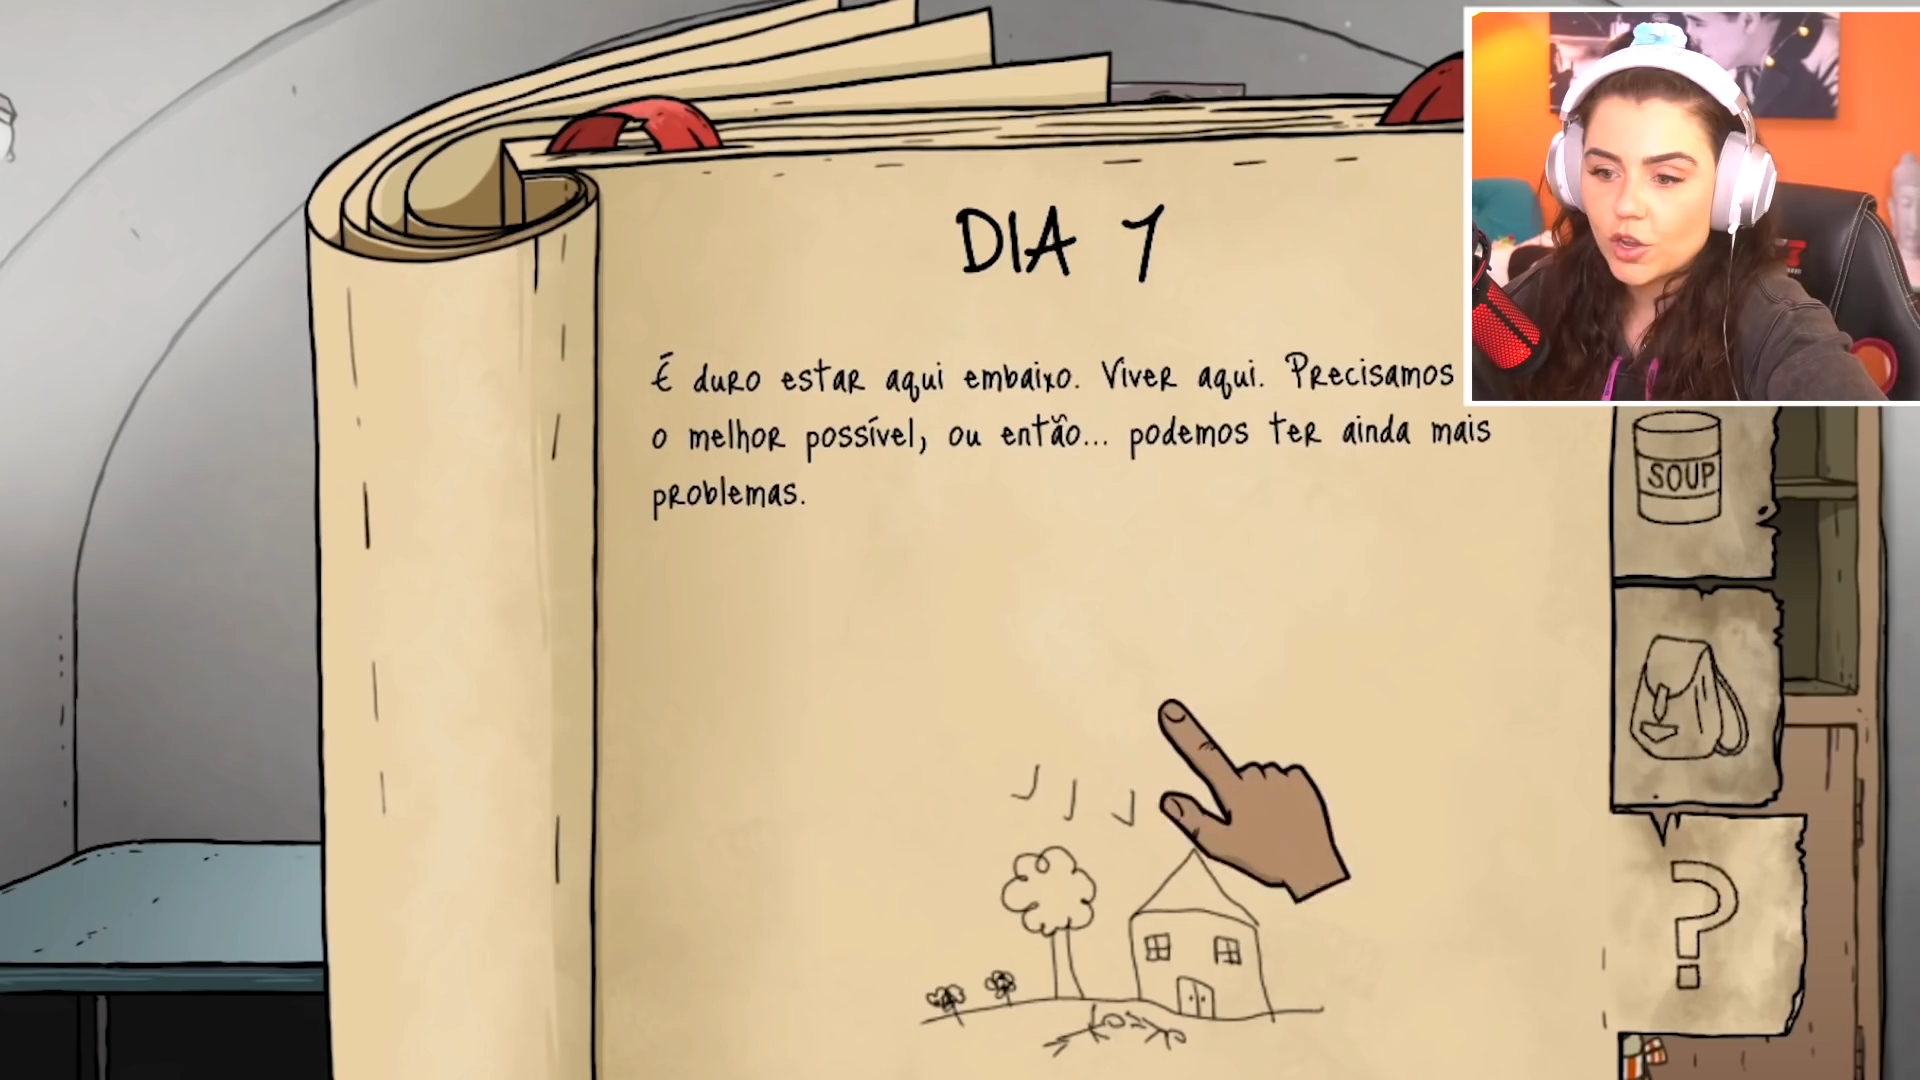 DIA 7
É duro estar aqui embaixo. Viver aqui. Precisamos
o melhor possível, ou então... podemos ter ainda mais
problemas.
SOUP
?